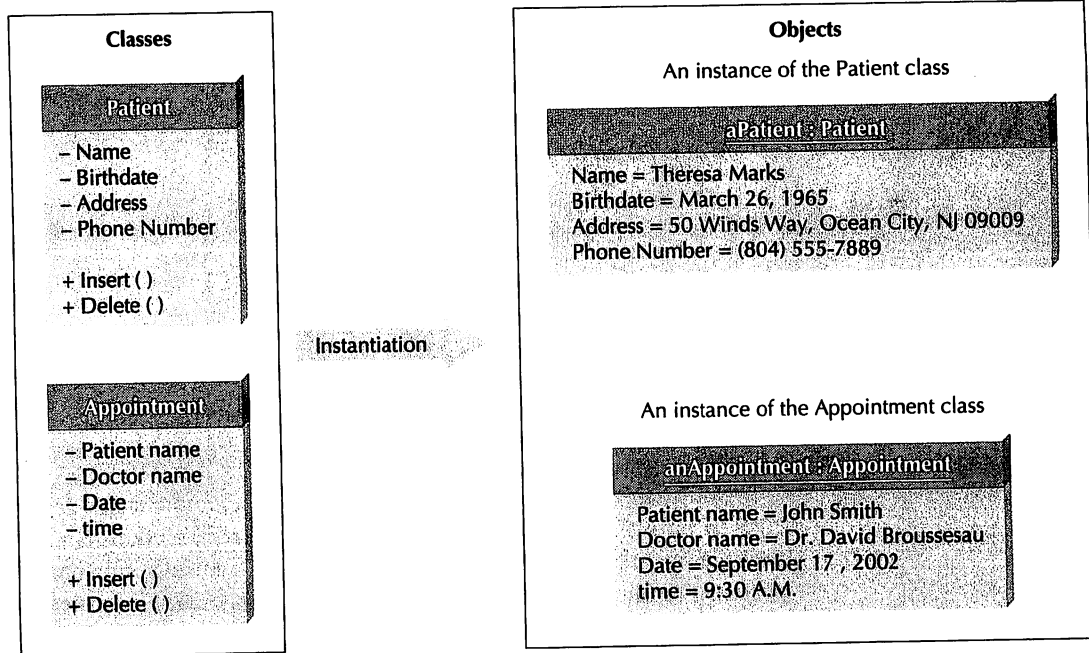 Classes
Patient
– Name
– Birthdate
– Address
– Phone Number
+ Insert ( )
+ Delete ( )
Appointment
– Patient name
– Doctor name
– Date
– time
+ Insert ( )
+ Delete ( )
Instantiation
Objects
An instance of the Patient class
aPatient : Patient
Name = Theresa Marks
Birthdate = March 26, 1965
Address = 50 Winds Way, Ocean City, NJ 09009
Phone Number = (804) 555-7889
An instance of the Appointment class
anAppointment : Appointment
Patient name = John Smith
Doctor name = Dr. David Broussesau
Date = September 17 , 2002
time = 9:30 A.M.